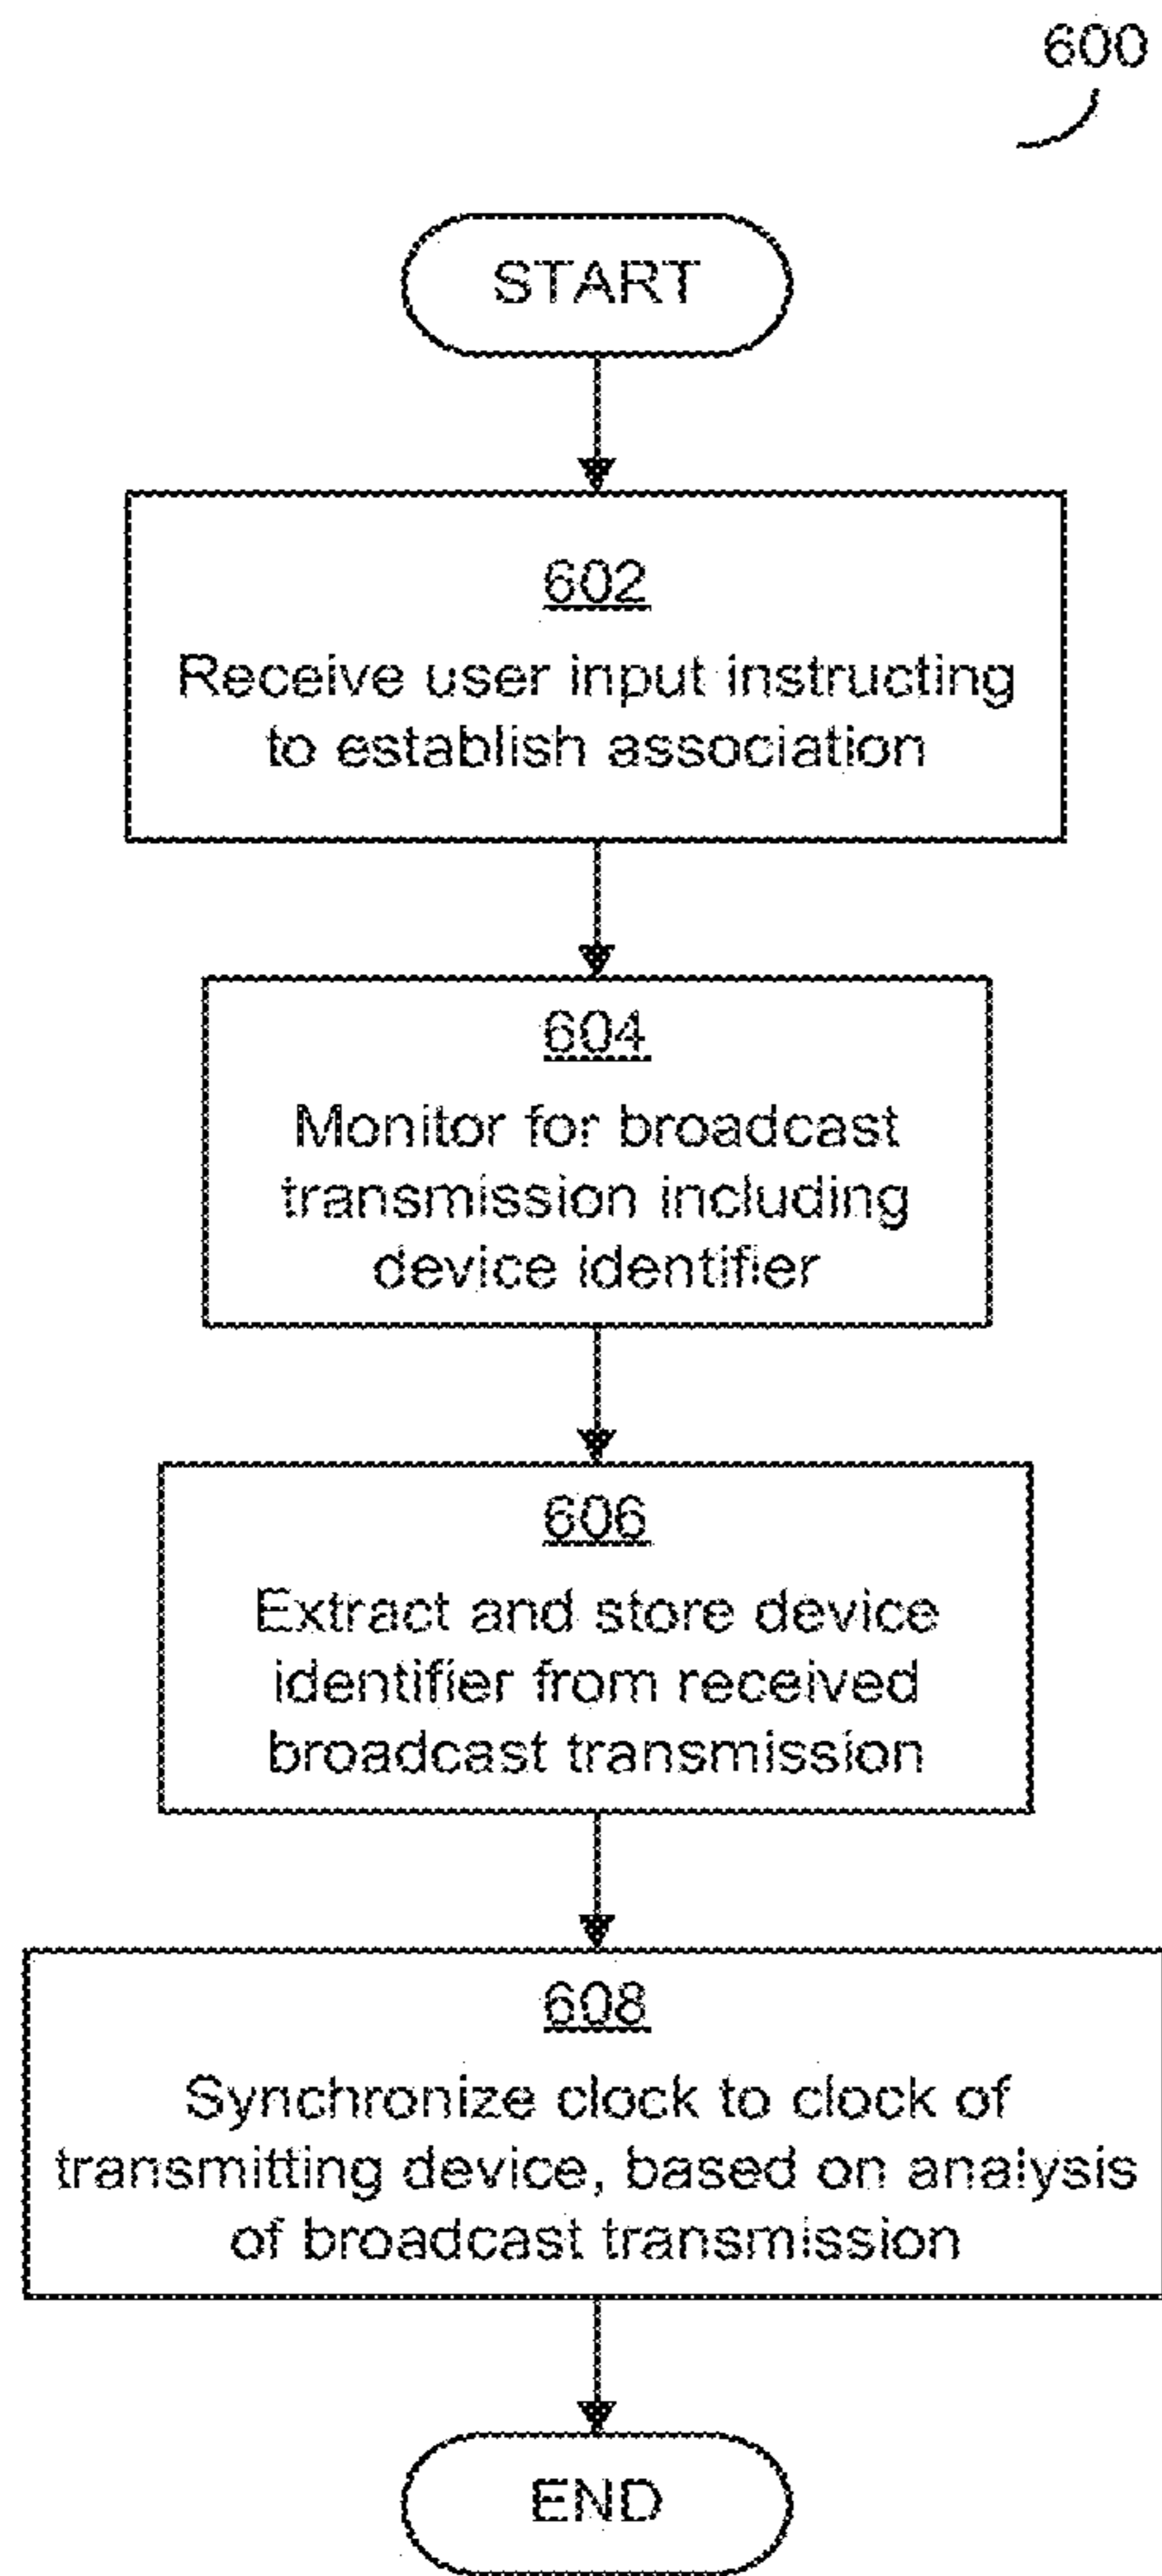 600
START
602
Receive user input instructing
to establish association
604
Monitor for broadcast
transmission including
device identifier
606
Extract and store device
identifier from received
broadcast transmission
608
Synchronize clock to clock of
transmitting device, based on analysis
of broadcast transmission
END